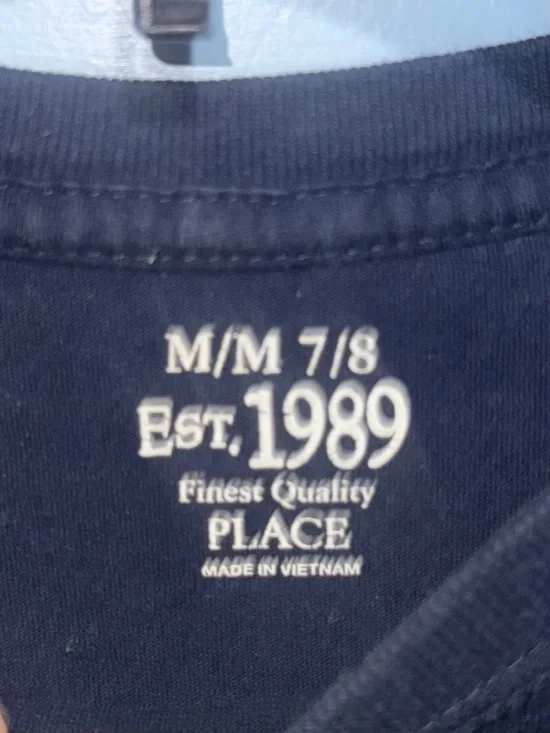 M/M 7/8
EST. 1989
Finest Quality
PLACE
MADE IN VIETNAM